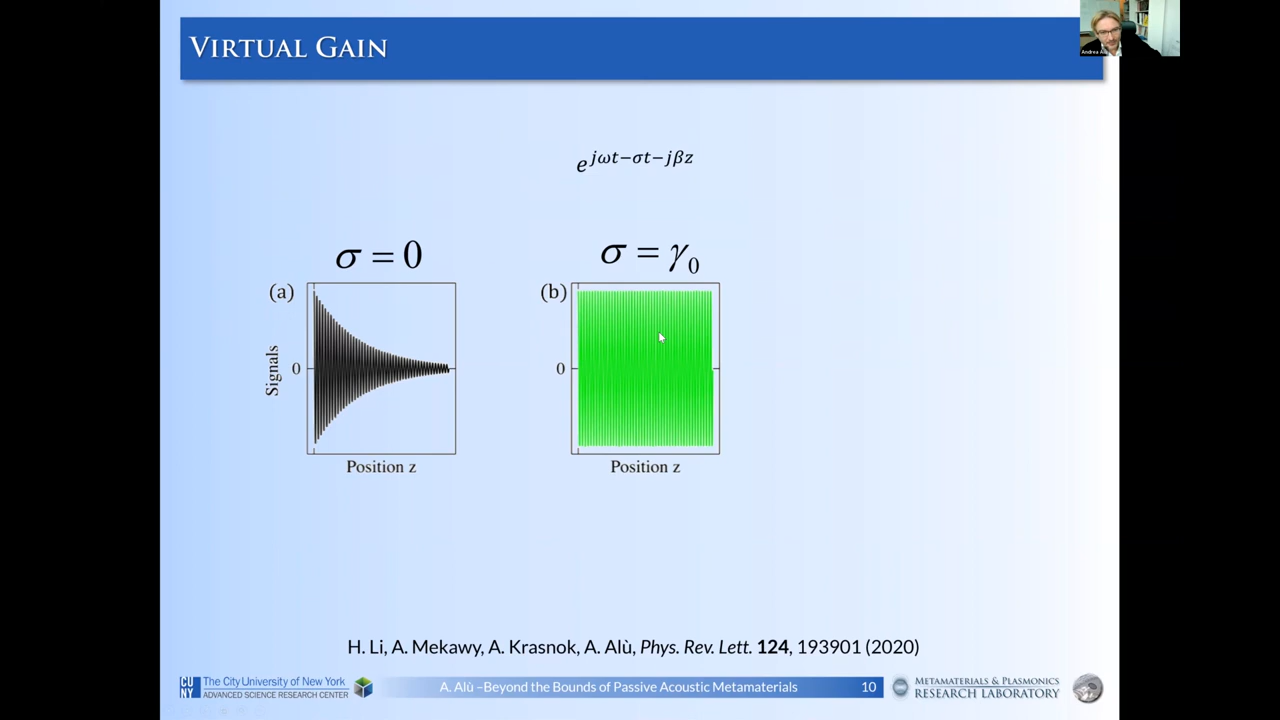 VIRTUAL GAIN
e^{jωt−σt−jβz}
σ = 0
σ = γ₀
(a)
(b)
Signals
0
0
Position z
Position z
H. Li, A. Mekawy, A. Krasnok, A. Alù, Phys. Rev. Lett. 124, 193901 (2020)
CU
NY
The City University of New York
ADVANCED SCIENCE RESEARCH CENTER
A. Alù –Beyond the Bounds of Passive Acoustic Metamaterials
10
METAMATERIALS & PLASMONICS
RESEARCH LABORATORY